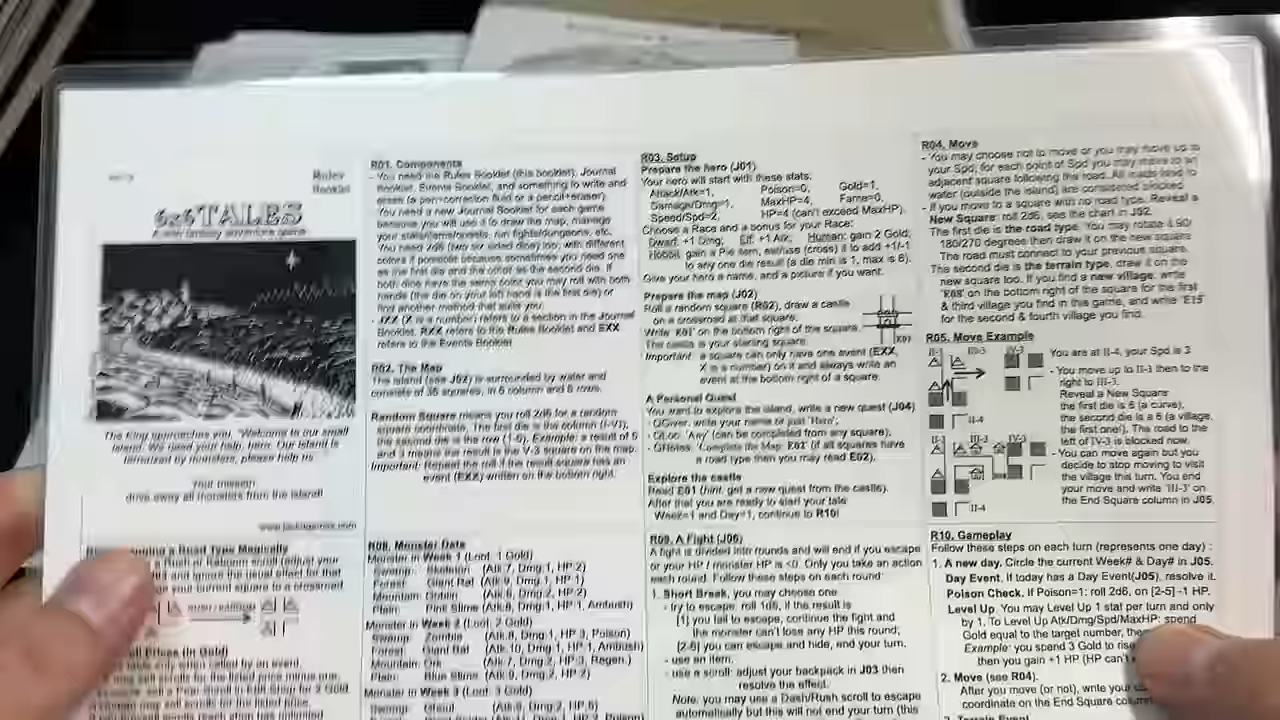 Rules
Booklet
6x6 TALES
The King approaches you, "Welcome to our small
island. We need your help, hero. Our island is
terrorized by monsters, please help us
Your mission:
drive away all monsters from the island!
R01. Components
- You need the Rules Booklet (this booklet), Journal
Booklet, Events Booklet, and something to write and
erase (a pen+correction fluid or a pencil+eraser)
You need a new Journal Booklet for each game
because you will use it to draw the map, manage
your stats/items/quests, run fights/dungeons, etc.
You need 2d6 (two six sided dice) too, with different
colors if possible because sometimes you need one
as the first die and the other as the second die. If
both dice have the same color you may roll with both
hands (the die on your left hand is the first die) or
find another method that suits you.
- JXX (X is a number) refers to a section in the Journal
Booklet, RXX refers to the Rules Booklet and EXX
refers to the Events Booklet
R02. The Map
The island (see J02) is surrounded by water and
consists of 36 squares, in 6 column and 6 rows.
Random Square means you roll 2d6 for a random
square coordinate. The first die is the column (I-VI),
the second die is the row (1-6). Example: a result of 5
and 3 means the result is the V-3 square on the map.
Important: Repeat the roll if the result square has an
event (EXX) written on the bottom right.
R03. Setup
Prepare the hero (J01)
Your hero will start with these stats.
Attack/Atk=1, Poison=0, Gold=1,
Damage/Dmg=1, MaxHP=4, Fame=0,
Speed/Spd=2, HP=4 (can't exceed MaxHP).
Choose a Race and a bonus for your Race:
Dwarf: +1 Dmg; Elf: +1 Atk; Human: gain 2 Gold;
Hobbit: gain a Pie item, eat/use (cross) it to add +1/-1
to any one die result (a die min is 1, max is 6).
Give your hero a name, and a picture if you want.
Prepare the map (J02)
Roll a random square (R02), draw a castle
on a crossroad at that square.
Write 'E01' on the bottom right of the square.
The castle is your starting square.
E01
Important: a square can only have one event (EXX,
X is a number) on it and always write an
event at the bottom right of a square.
A Personal Quest
You want to explore the island, write a new quest (J04)
- QGiver: write your name or just 'Hero',
- QLoc: 'Any' (can be completed from any square),
- QNotes: 'Complete the Map: E02' (if all squares have
a road type then you may read E02).
Explore the castle
Read E01 (hint: get a new quest from the castle).
After that you are ready to start your tale
Week=1 and Day=1, continue to R10!
R04. Move
- You may choose not to move or you may move up to
your Spd, for each point of Spd you may move to an
adjacent square following the road. All roads lead to
water (outside the island) are considered blocked
- If you move to a square with no road type. Reveal a
New Square: roll 2d6, see the chart in J02.
The first die is the road type. You may rotate it 90/
180/270 degrees then draw it on the new square
The road must connect to your previous square.
The second die is the terrain type, draw it on the
new square too. If you find a new village, write
'E08' on the bottom right of the square for the first
& third village you find in this game, and write 'E15'
for the second & fourth village you find.
R05. Move Example
II-3 III-3 IV-3
II-4
II-3 III-3 IV-3
II-4
You are at II-4, your Spd is 3
- You move up to II-3 then to the
right to III-3.
Reveal a New Square
the first die is 6 (a curve),
the second die is a 6 (a village,
the first one!). The road to the
left of IV-3 is blocked now.
- You can move again but you
decide to stop moving to visit
the village this turn. You end
your move and write 'III-3' on
the End Square column in J05.
a Road Type Magically
R08. Monster Data
Monster in Week 1 (Loot: 1 Gold)
Swamp: Skeleton (Atk 7, Dmg 1, HP 2)
Forest: Giant Rat (Atk 9, Dmg 1, HP 1)
Mountain: Goblin (Atk 8, Dmg 2, HP 2)
Plain: Pink Slime (Atk 8, Dmg 1, HP 1, Ambush)
Monster in Week 2 (Loot: 2 Gold)
Swamp: Zombie (Atk 8, Dmg 1, HP 3, Poison)
Forest: Giant Bat (Atk 10, Dmg 1, HP 1, Ambush)
Mountain: Ork (Atk 7, Dmg 2, HP 3, Regen.)
Plain: Blue Slime (Atk 9, Dmg 2, HP 2)
Monster in Week 3 (Loot: 3 Gold)
R09. A Fight (J06)
A fight is divided into rounds and will end if you escape
or your HP / monster HP is <0. Only you take an action
each round. Follow these steps on each round:
1. Short Break, you may choose one
- try to escape: roll 1d6, if the result is
[1] you fail to escape, continue the fight and
the monster can't lose any HP this round;
[2-6] you can escape and hide, end your turn.
- use an item.
- use a scroll: adjust your backpack in J03 then
resolve the effect.
Note: you may use a Dash/Rush scroll to escape
automatically but this will not end your turn (this
R10. Gameplay
Follow these steps on each turn (represents one day) :
1. A new day. Circle the current Week# & Day# in J05.
Day Event. If today has a Day Event(J05), resolve it.
Poison Check. If Poison=1: roll 2d6, on [2-5] -1 HP.
Level Up. You may Level Up 1 stat per turn and only
by 1. To Level Up Atk/Dmg/Spd/MaxHP: spend
Gold equal to the target number, the
Example: you spend 3 Gold to rise
then you gain +1 HP (HP can't
2. Move (see R04).
After you move (or not), write your
coordinate on the End Square column